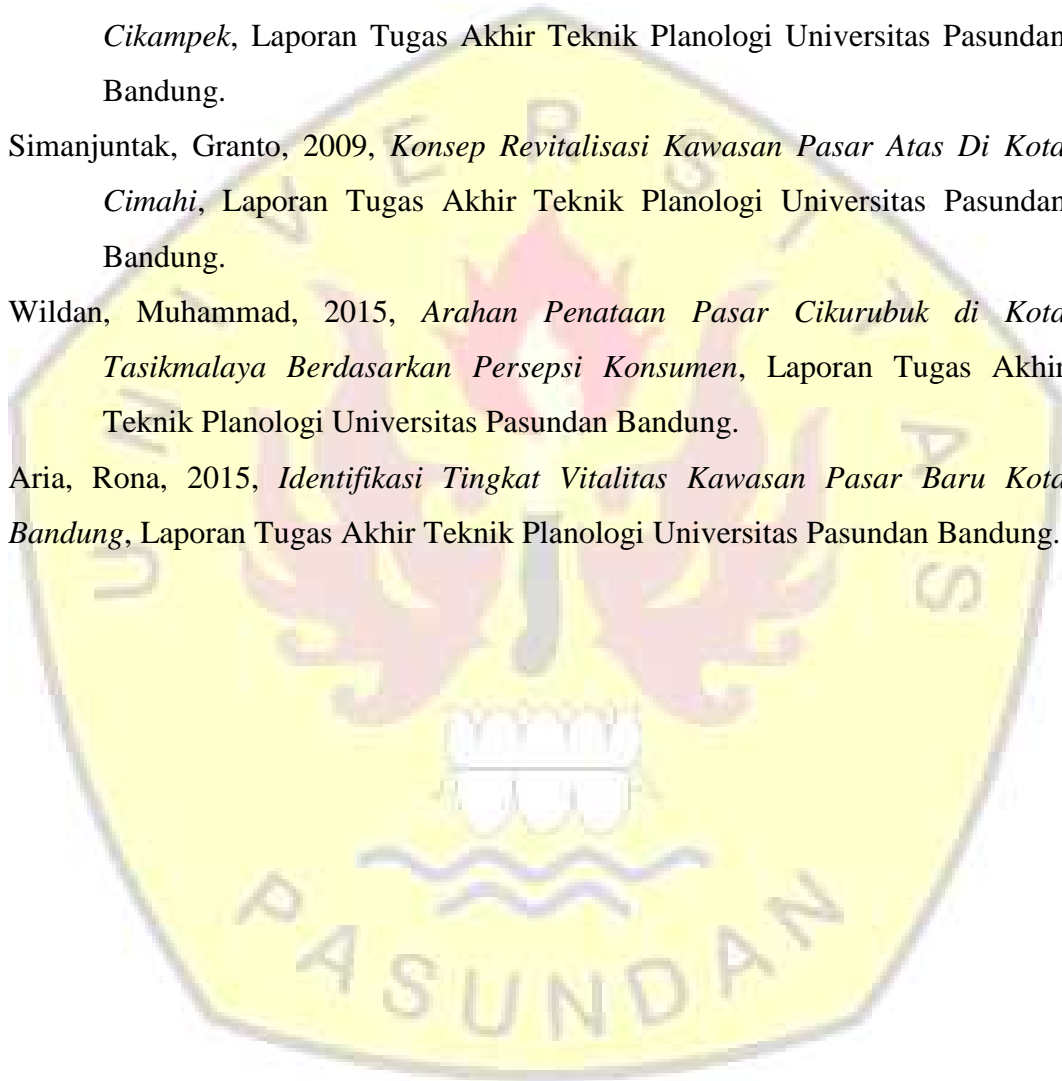 Cikampek, Laporan Tugas Akhir Teknik Planologi Universitas Pasundan
Bandung.
Simanjuntak, Granto, 2009, Konsep Revitalisasi Kawasan Pasar Atas Di Kota
Cimahi, Laporan Tugas Akhir Teknik Planologi Universitas Pasundan
Bandung.
Wildan, Muhammad, 2015, Arahan Penataan Pasar Cikurubuk di Kota
Tasikmalaya Berdasarkan Persepsi Konsumen, Laporan Tugas Akhir
Teknik Planologi Universitas Pasundan Bandung.
Aria, Rona, 2015, Identifikasi Tingkat Vitalitas Kawasan Pasar Baru Kota
Bandung, Laporan Tugas Akhir Teknik Planologi Universitas Pasundan Bandung.
UNIVERSITAS
PASUNDAN